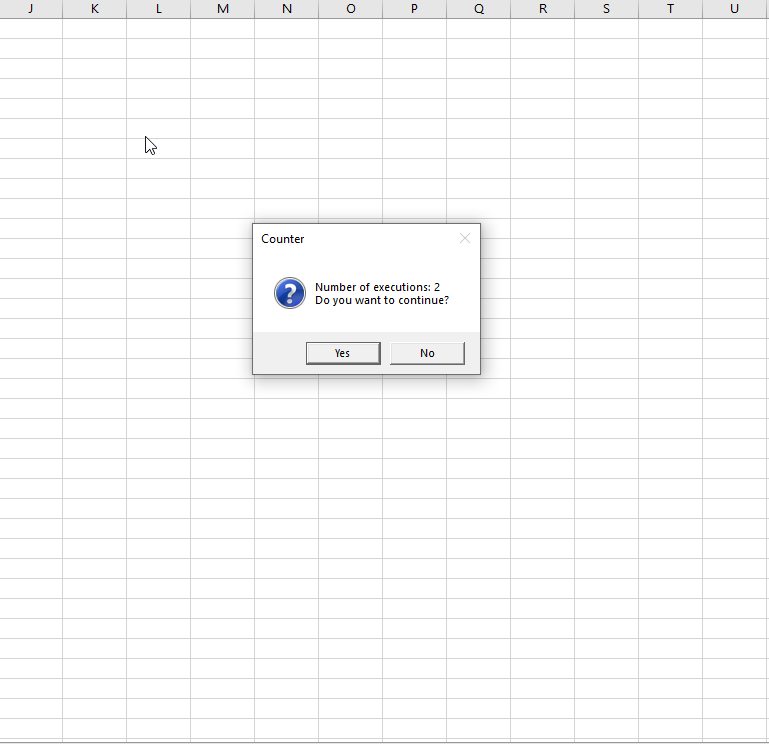 J K L M N O P Q R S T U
Counter
Number of executions: 2
Do you want to continue?
Yes No